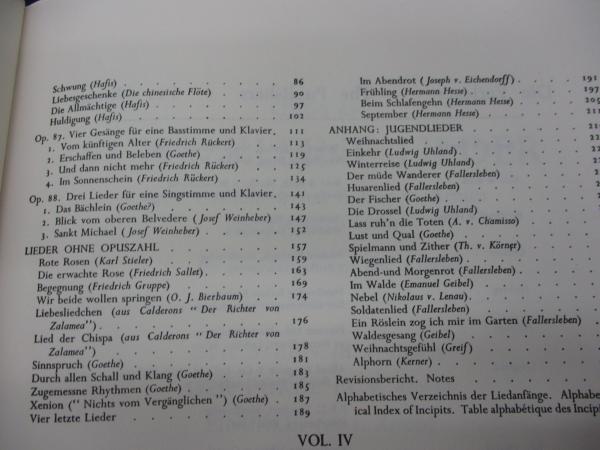 Schwung (Hafis) . . . . . . . . . 86
Liebesgeschenke (Die chinesische Flöte) . . . . 90
Die Allmächtige (Hafis) . . . . . . . 97
Huldigung (Hafis) . . . . . . . . 102
Op. 87. Vier Gesänge für eine Basstimme und Klavier. . 111
1. Vom künftigen Alter (Friedrich Rückert) . . . 113
2. Erschaffen und Beleben (Goethe) . . . . 119
3. Und dann nicht mehr (Friedrich Rückert) . . . 125
4. Im Sonnenschein (Friedrich Rückert) . . . . 134
Op. 88. Drei Lieder für eine Singstimme und Klavier. . 141
1. Das Bächlein (Goethe?) . . . . . . 143
2. Blick vom oberen Belvedere (Josef Weinheber) . . 147
3. Sankt Michael (Josef Weinheber) . . . . 152
LIEDER OHNE OPUSZAHL . . . . . . . 157
Rote Rosen (Karl Stieler) . . . . . . 159
Die erwachte Rose (Friedrich Sallet) . . . . 163
Begegnung (Friedrich Gruppe) . . . . . 169
Wir beide wollen springen (O. J. Bierbaum) . . . 174
Liebesliedchen (aus Calderons " Der Richter von
Zalamea") . . . . . . . . . 176
Lied der Chispa (aus Calderons " Der Richter von
Zalamea") . . . . . . . . . 178
Sinnspruch (Goethe) . . . . . . . 181
Durch allen Schall und Klang (Goethe) . . . . 183
Zugemessne Rhythmen (Goethe) . . . . . 185
Xenion (" Nichts vom Vergänglichen ") (Goethe) . . 187
Vier letzte Lieder . . . . . . . . 189
Im Abendrot (Joseph v. Eichendorff) . . . . 191
Frühling (Hermann Hesse) . . . . . . 197
Beim Schlafengehn (Hermann Hesse) . . . .
September (Hermann Hesse) . . . . .
ANHANG: JUGENDLIEDER . . . . . .
Weihnachtslied . . . . . . . .
Einkehr (Ludwig Uhland) . . . . . .
Winterreise (Ludwig Uhland) . . . . .
Der müde Wanderer (Fallersleben) . . . .
Husarenlied (Fallersleben) . . . . . .
Der Fischer (Goethe) . . . . . . .
Die Drossel (Ludwig Uhland) . . . . .
Lass ruh'n die Toten (A. v. Chamisso) . . . .
Lust und Qual (Goethe) . . . . . .
Spielmann und Zither (Th. v. Körner) . . . .
Wiegenlied (Fallersleben) . . . . . .
Abend-und Morgenrot (Fallersleben) . . . .
Im Walde (Emanuel Geibel) . . . . . .
Nebel (Nikolaus v. Lenau) . . . . . .
Soldatenlied (Fallersleben) . . . . . .
Ein Röslein zog ich mir im Garten (Fallersleben) .
Waldesgesang (Geibel) . . . . . . .
Weihnachtsgefühl (Greif) . . . . . .
Alphorn (Kerner) . . . . . . . .
Revisionsbericht. Notes . . . . . . .
Alphabetisches Verzeichnis der Liedanfänge.
ical Index of Incipits. Table alphabétique des
VOL. IV